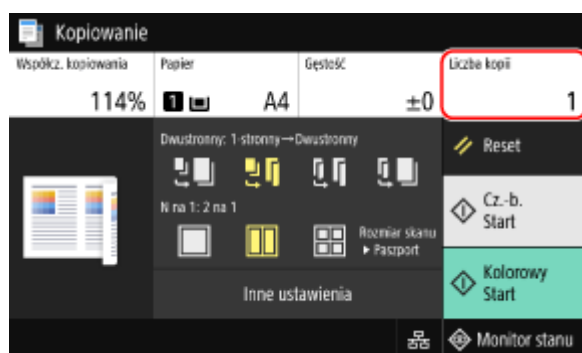 Kopiowanie
Współcz. kopiowania
114%
Papier
1 A4
Gęstość
±0
Liczba kopii
1
Dwustronny: 1-stronny→Dwustronny
N na 1: 2 na 1
Rozmiar skanu
▶ Paszport
Inne ustawienia
Reset
Cz.-b.
Start
Kolorowy
Start
Monitor stanu